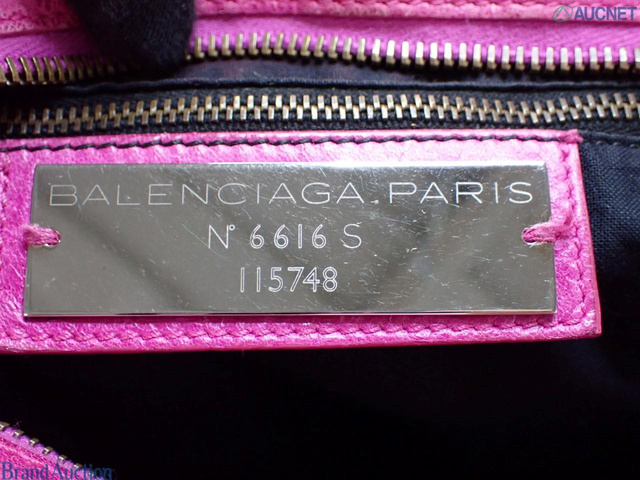 AUCNET
BALENCIAGA.PARIS
N° 6616 S
115748
BrandAuction